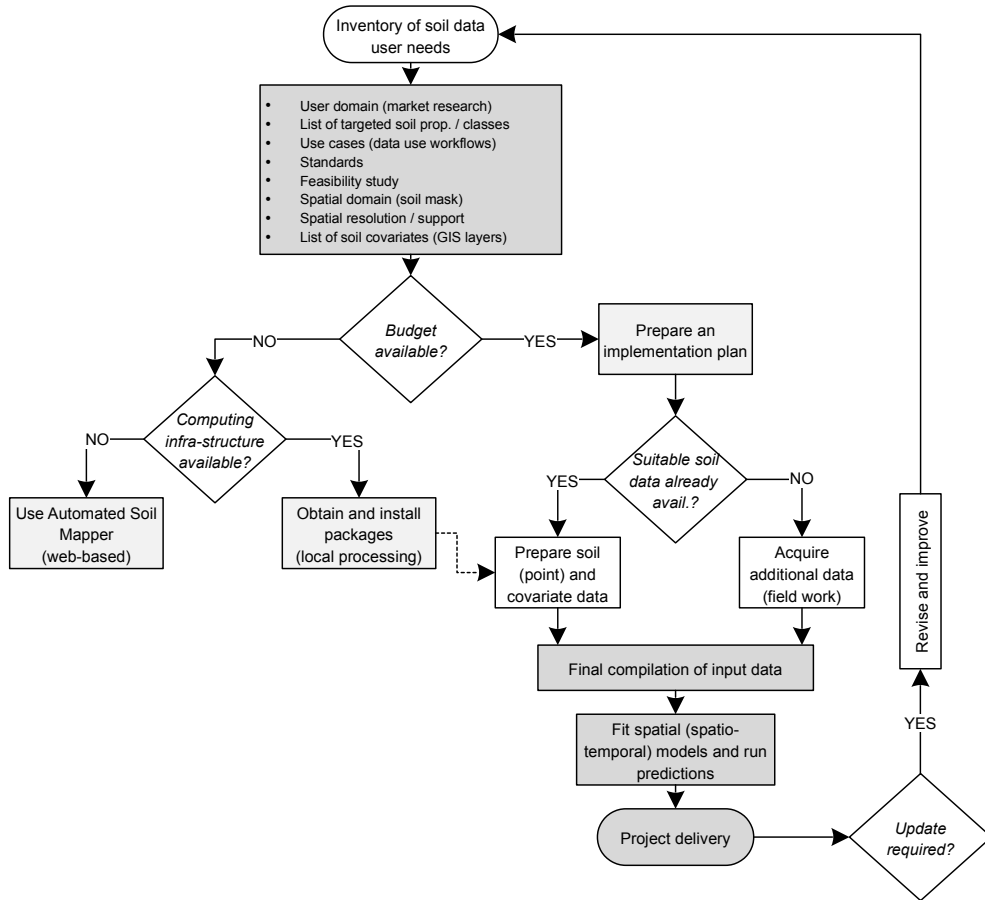 Inventory of soil data
user needs
• User domain (market research)
• List of targeted soil prop. / classes
• Use cases (data use workflows)
• Standards
• Feasibility study
• Spatial domain (soil mask)
• Spatial resolution / support
• List of soil covariates (GIS layers)
Budget
available?
NO
YES
Prepare an
implementation plan
Computing
infra-structure
available?
NO
YES
Suitable soil
data already
avail.?
YES
NO
Use Automated Soil
Mapper
(web-based)
Obtain and install
packages
(local processing)
Prepare soil
(point) and
covariate data
Acquire
additional data
(field work)
Revise and improve
Final compilation of input data
YES
Fit spatial (spatio-
temporal) models and run
predictions
Project delivery
Update
required?